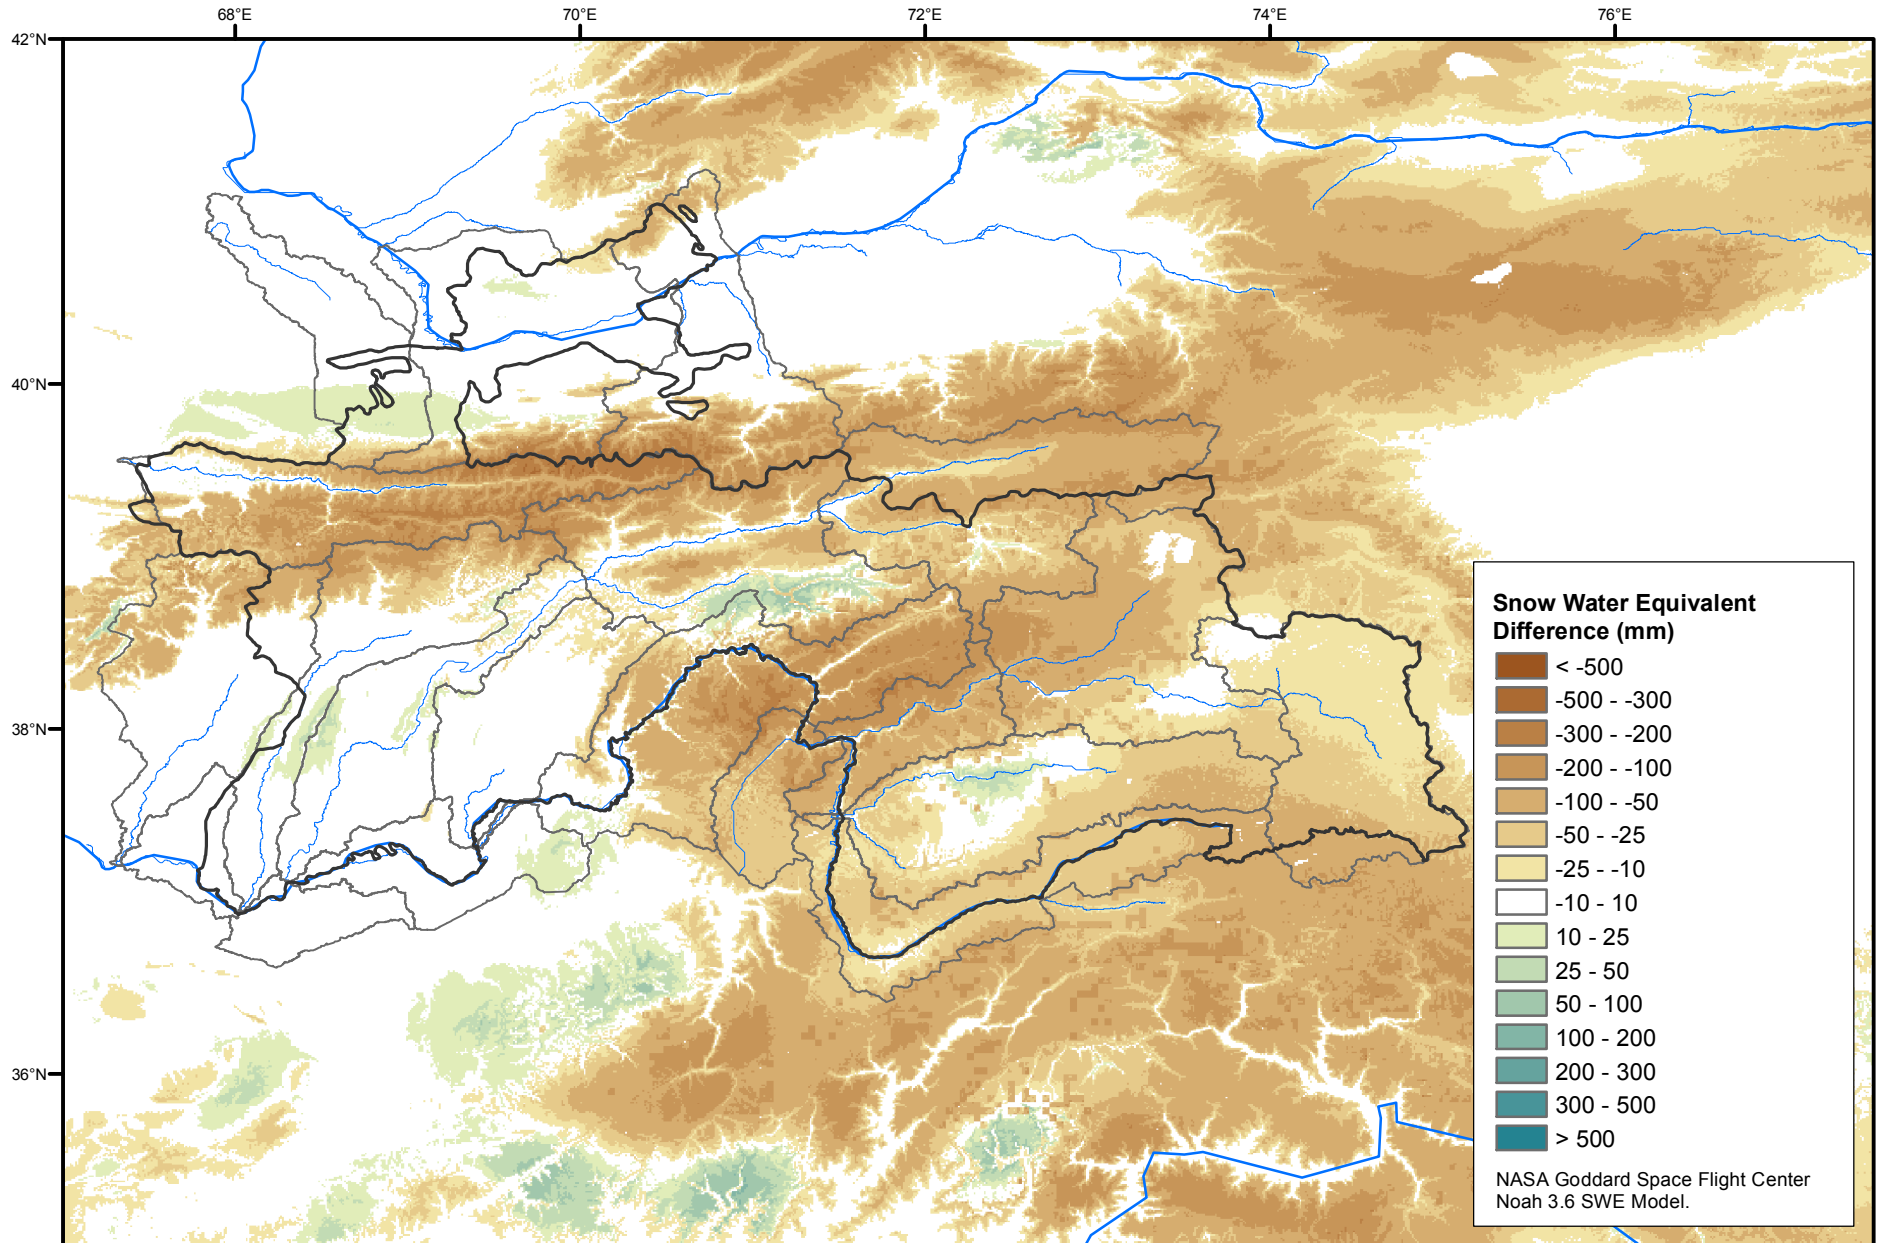 68°E 70°E 72°E 74°E 76°E
42°N
40°N
38°N
36°N
Snow Water Equivalent
Difference (mm)
< -500
-500 - -300
-300 - -200
-200 - -100
-100 - -50
-50 - -25
-25 - -10
-10 - 10
10 - 25
25 - 50
50 - 100
100 - 200
200 - 300
300 - 500
> 500
NASA Goddard Space Flight Center
Noah 3.6 SWE Model.